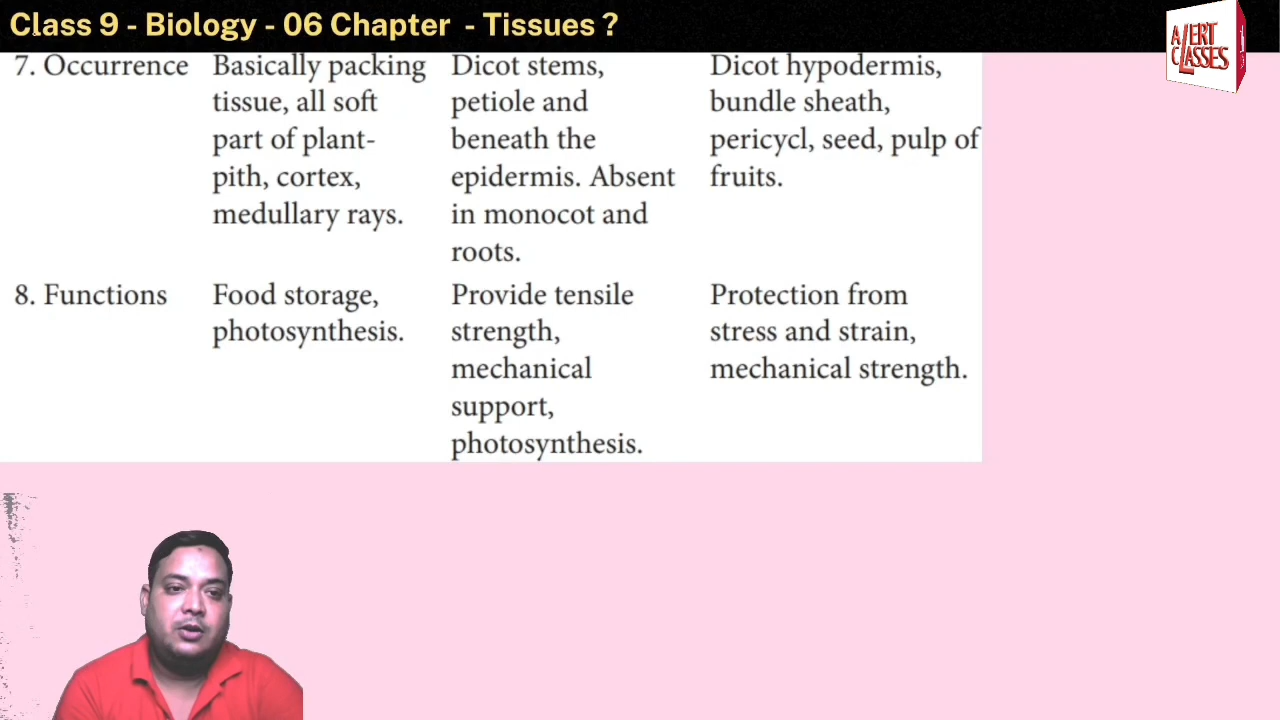 Class 9 - Biology - 06 Chapter - Tissues ?
ALERT
CLASSES
7. Occurrence
Basically packing
tissue, all soft
part of plant-
pith, cortex,
medullary rays.
Dicot stems,
petiole and
beneath the
epidermis. Absent
in monocot and
roots.
Dicot hypodermis,
bundle sheath,
pericycl, seed, pulp of
fruits.
8. Functions
Food storage,
photosynthesis.
Provide tensile
strength,
mechanical
support,
photosynthesis.
Protection from
stress and strain,
mechanical strength.